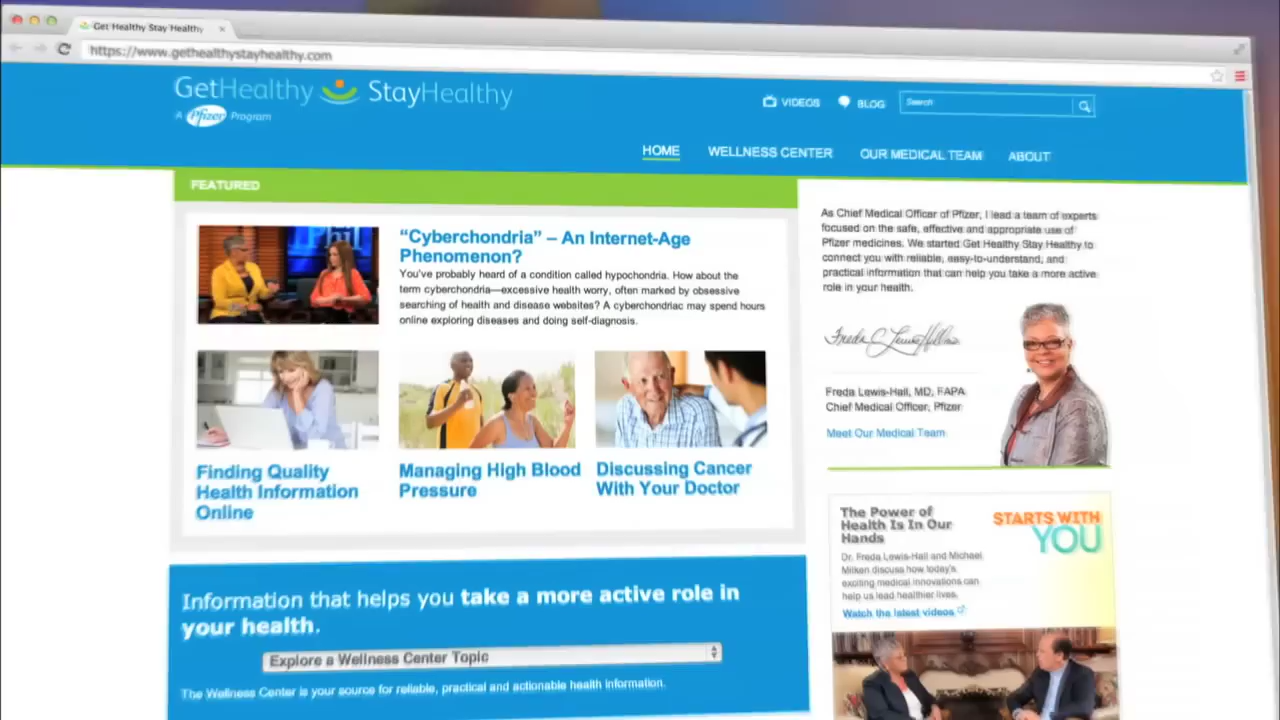 Get Healthy Stay Healthy
https://www.gethealthystayhealthy.com
GetHealthy StayHealthy
A Pfizer Program
VIDEOS
BLOG
Search
HOME
WELLNESS CENTER
OUR MEDICAL TEAM
ABOUT
FEATURED
“Cyberchondria” – An Internet-Age
Phenomenon?
You've probably heard of a condition called hypochondria. How about the
term cyberchondria—excessive health worry, often marked by obsessive
searching of health and disease websites? A cyberchondriac may spend hours
online exploring diseases and doing self-diagnosis.
Finding Quality
Health Information
Online
Managing High Blood
Pressure
Discussing Cancer
With Your Doctor
Information that helps you take a more active role in
your health.
Explore a Wellness Center Topic
The Wellness Center is your source for reliable, practical and actionable health information.
As Chief Medical Officer of Pfizer, I lead a team of experts
focused on the safe, effective and appropriate use of
Pfizer medicines. We started Get Healthy Stay Healthy to
connect you with reliable, easy-to-understand, and
practical information that can help you take a more active
role in your health.
Freda Lewis-Hall, MD, FAPA
Chief Medical Officer, Pfizer
Meet Our Medical Team
The Power of
Health Is In Our
Hands
STARTS WITH
YOU
Dr. Freda Lewis-Hall and Michael
Milken discuss how today's
exciting medical innovations can
help us lead healthier lives.
Watch the latest videos